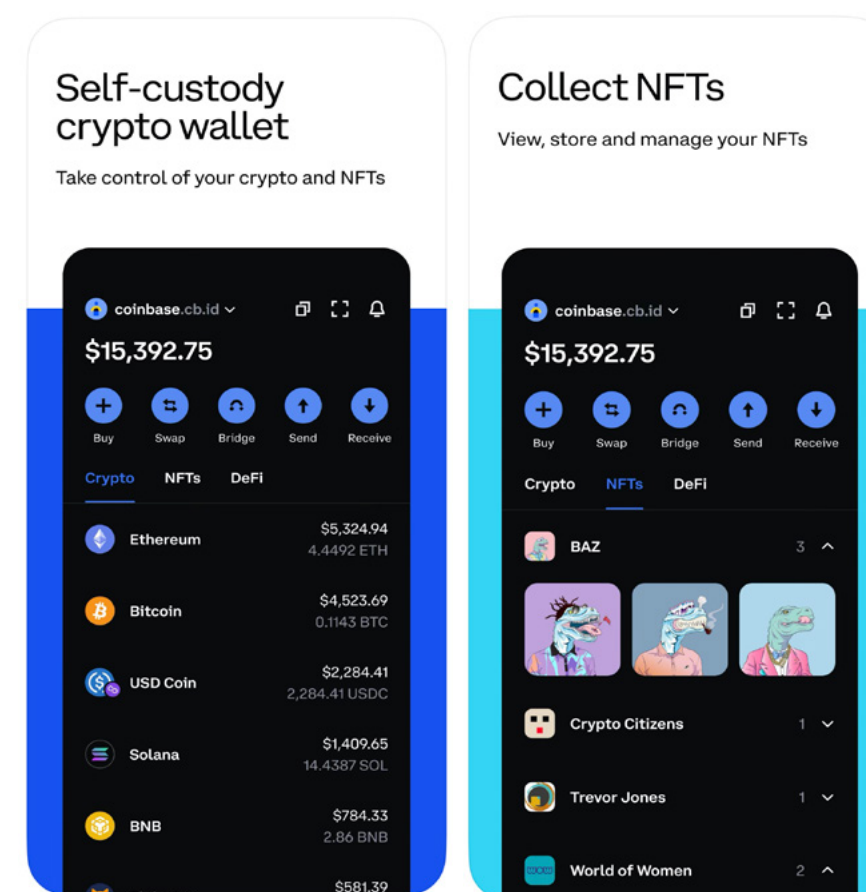 Self-custody
crypto wallet
Take control of your crypto and NFTs
coinbase.cb.id
$15,392.75
Buy Swap Bridge Send Receive
Crypto NFTs DeFi
Ethereum $5,324.94
4.4492 ETH
Bitcoin $4,523.69
0.1143 BTC
USD Coin $2,284.41
2,284.41 USDC
Solana $1,409.65
14.4387 SOL
BNB $784.33
2.86 BNB
$581.39
Collect NFTs
View, store and manage your NFTs
coinbase.cb.id
$15,392.75
Buy Swap Bridge Send Receive
Crypto NFTs DeFi
BAZ 3
Crypto Citizens 1
Trevor Jones 1
WOW World of Women 2